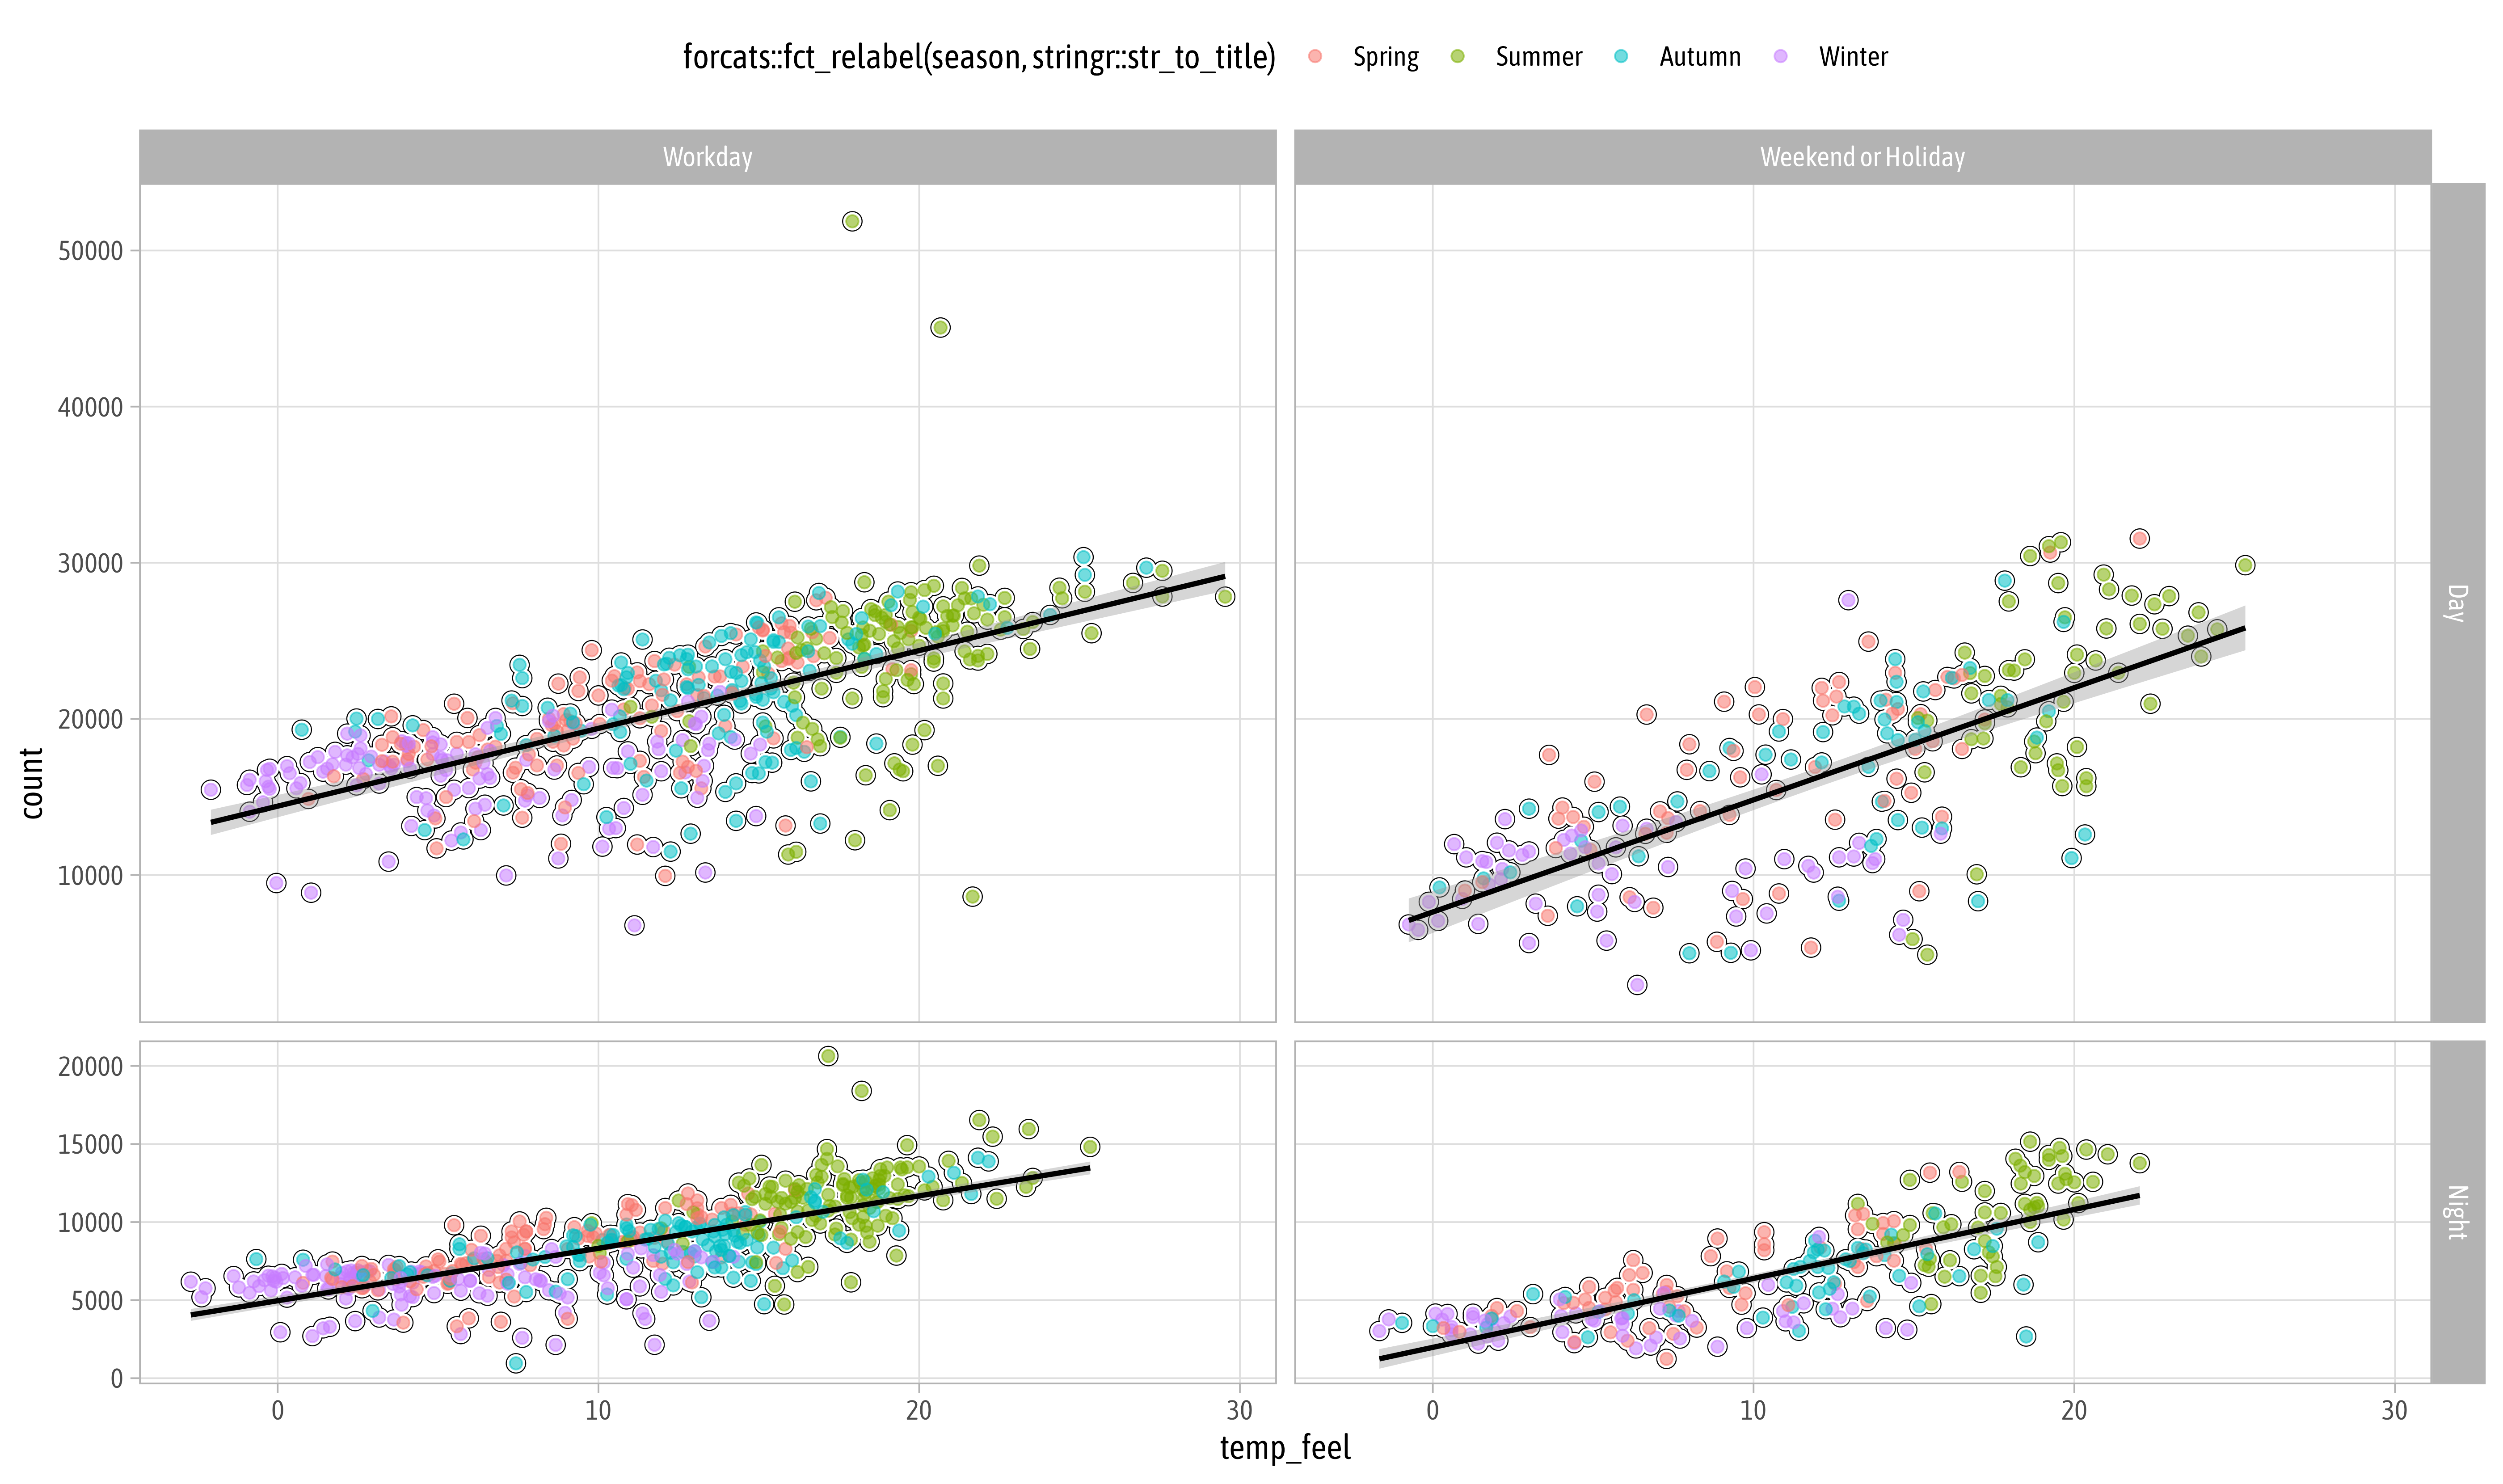 forcats::fct_relabel(season, stringr::str_to_title) Spring Summer Autumn Winter
Workday Weekend or Holiday
50000
40000
30000
20000
10000
Day
count
20000
15000
10000
5000
0
Night
0 10 20 30 0 10 20 30
temp_feel